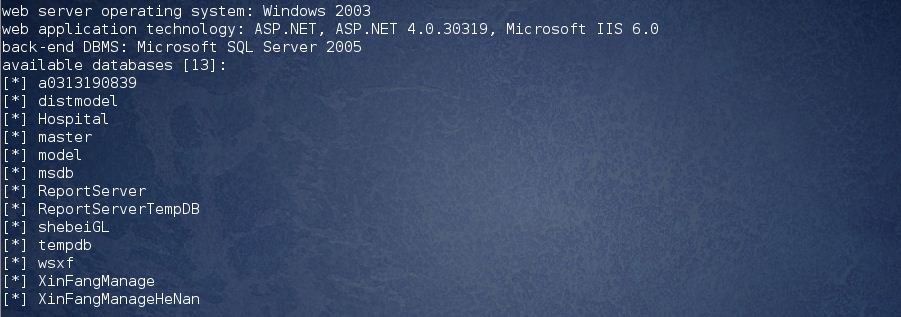 web server operating system: Windows 2003
web application technology: ASP.NET, ASP.NET 4.0.30319, Microsoft IIS 6.0
back-end DBMS: Microsoft SQL Server 2005
available databases [13]:
[*] a0313190839
[*] distmodel
[*] Hospital
[*] master
[*] model
[*] msdb
[*] ReportServer
[*] ReportServerTempDB
[*] shebeiGL
[*] tempdb
[*] wsxf
[*] XinFangManage
[*] XinFangManageHeNan